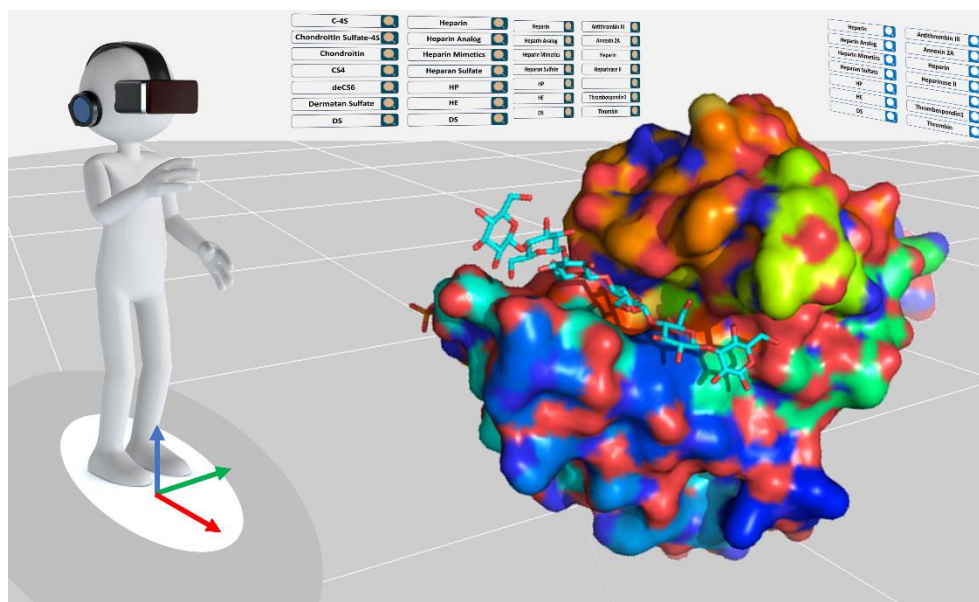 C-4S
Chondroitin Sulfate-4S
Chondroitin
CS4
deCS6
Dermatan Sulfate
DS
Heparin
Heparin Analog
Heparin Mimetics
Heparan Sulfate
HP
HE
DS
Heparin
Heparin Analog
Heparin Mimetics
Heparan Sulfate
HP
HE
DS
Antithrombin III
Annexin 2A
Heparin
Heparinase II
Thrombospondin1
Thrombin
Heparin
Heparin Analog
Heparin Mimetics
Heparan Sulfate
HP
HE
DS
Antithrombin III
Annexin 2A
Heparin
Heparinase II
Thrombospondin1
Thrombin